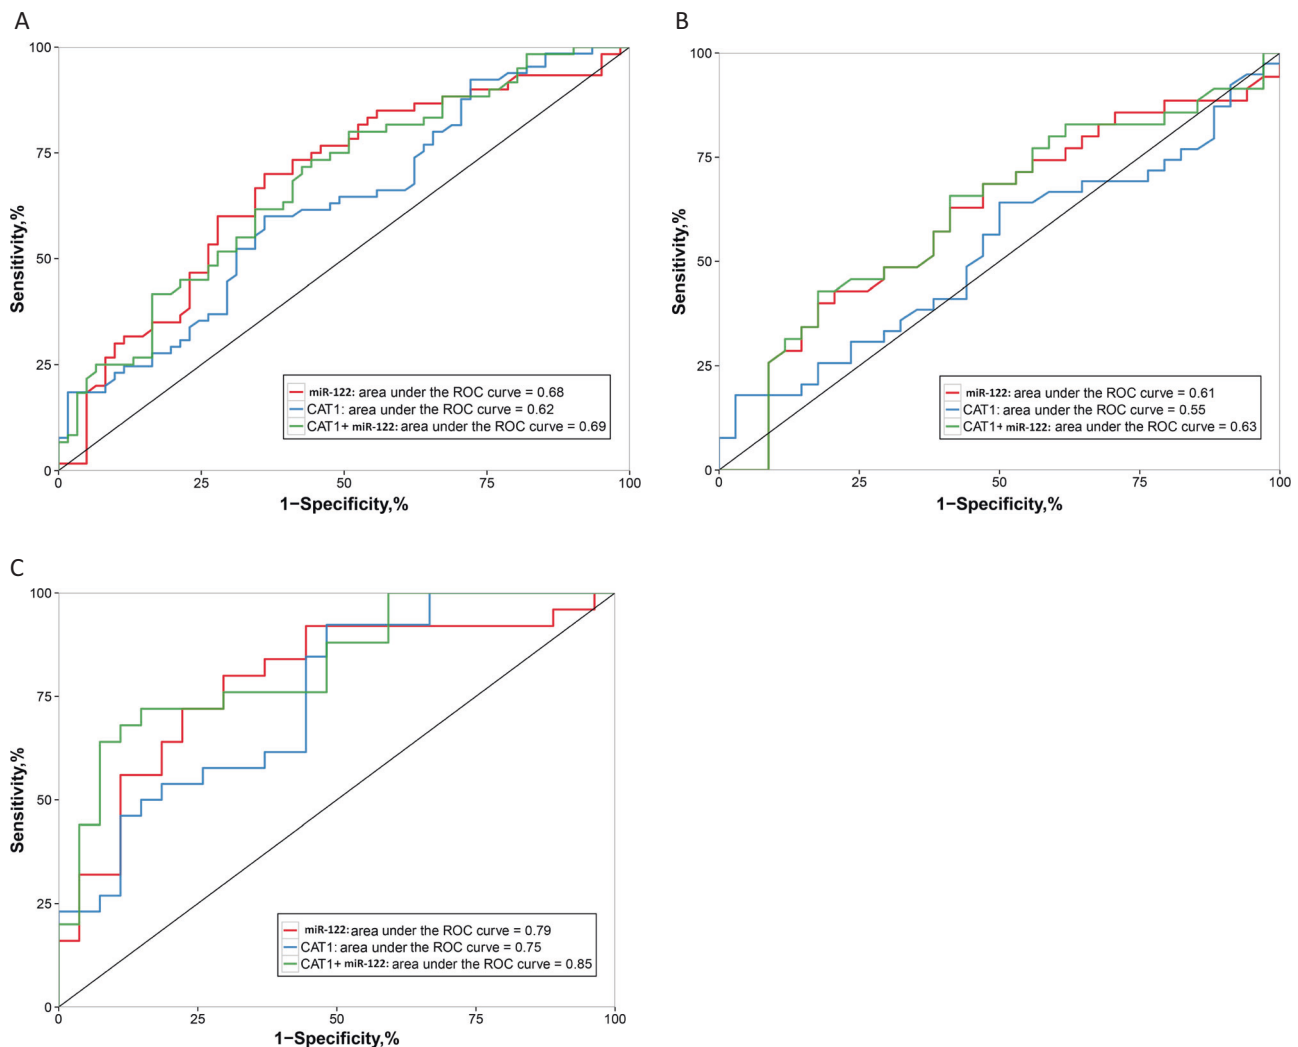 A
100
75
50
25
0
Sensitivity,%
miR-122: area under the ROC curve = 0.68
CAT1: area under the ROC curve = 0.62
CAT1+ miR-122: area under the ROC curve = 0.69
0 25 50 75 100
1−Specificity,%
B
100
75
50
25
0
Sensitivity,%
miR-122: area under the ROC curve = 0.61
CAT1: area under the ROC curve = 0.55
CAT1+ miR-122: area under the ROC curve = 0.63
0 25 50 75 100
1−Specificity,%
C
100
75
50
25
0
Sensitivity,%
miR-122: area under the ROC curve = 0.79
CAT1: area under the ROC curve = 0.75
CAT1+ miR-122: area under the ROC curve = 0.85
0 25 50 75 100
1−Specificity,%